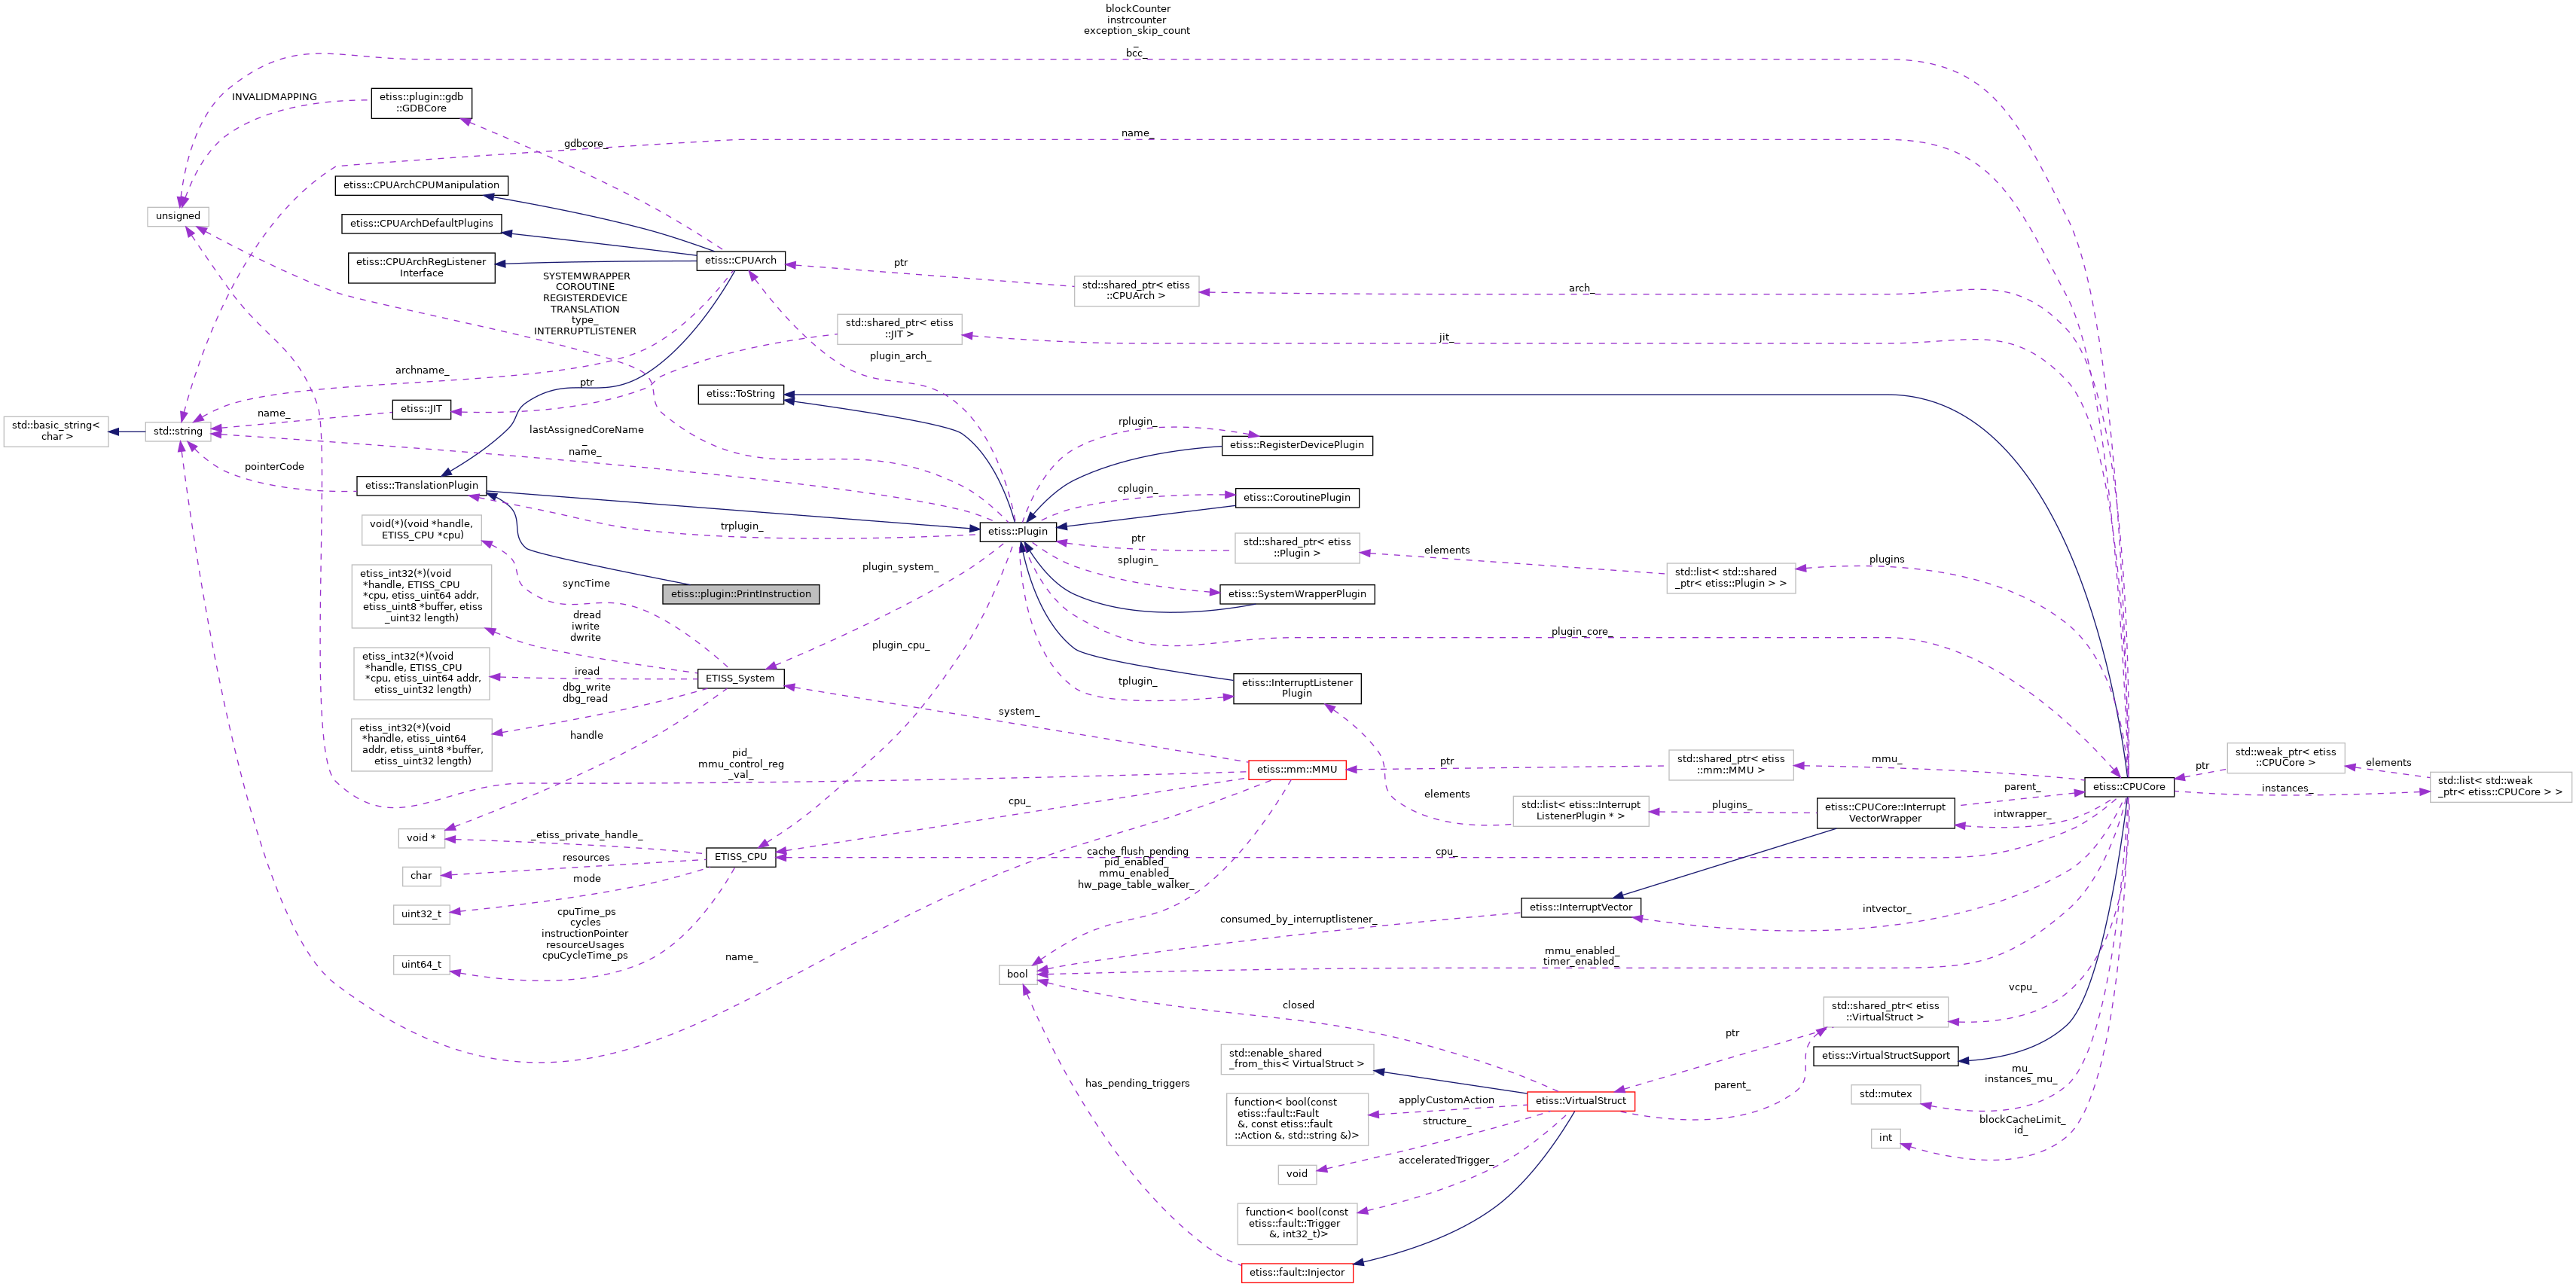 blockCounter
instrcounter
exception_skip_count
_
bcc_
INVALIDMAPPING
etiss::plugin::gdb
::GDBCore
name_
gdbcore_
etiss::CPUArchCPUManipulation
unsigned
etiss::CPUArchDefaultPlugins
etiss::CPUArchRegListener
Interface
etiss::CPUArch
ptr
std::shared_ptr< etiss
::CPUArch >
arch_
SYSTEMWRAPPER
COROUTINE
REGISTERDEVICE
TRANSLATION
type_
INTERRUPTLISTENER
std::shared_ptr< etiss
::JIT >
jit_
plugin_arch_
archname_
ptr
etiss::ToString
etiss::JIT
name_
std::basic_string<
char >
std::string
lastAssignedCoreName
_
name_
rplugin_
etiss::RegisterDevicePlugin
pointerCode
etiss::TranslationPlugin
cplugin_
etiss::CoroutinePlugin
void(*)(void *handle,
ETISS_CPU *cpu)
trplugin_
etiss::Plugin
ptr
std::shared_ptr< etiss
::Plugin >
elements
std::list< std::shared
_ptr< etiss::Plugin > >
plugins
splugin_
plugin_system_
etiss_int32(*)(void
*handle, ETISS_CPU
*cpu, etiss_uint64 addr,
etiss_uint8 *buffer, etiss
_uint32 length)
syncTime
etiss::plugin::PrintInstruction
etiss::SystemWrapperPlugin
dread
iwrite
dwrite
plugin_core_
plugin_cpu_
etiss_int32(*)(void
*handle, ETISS_CPU
*cpu, etiss_uint64 addr,
etiss_uint32 length)
iread
ETISS_System
dbg_write
dbg_read
tplugin_
etiss::InterruptListener
Plugin
system_
etiss_int32(*)(void
*handle, etiss_uint64
addr, etiss_uint8 *buffer,
etiss_uint32 length)
handle
pid_
mmu_control_reg
_val_
etiss::mm::MMU
ptr
std::shared_ptr< etiss
::mm::MMU >
mmu_
etiss::CPUCore
ptr
std::weak_ptr< etiss
::CPUCore >
elements
std::list< std::weak
_ptr< etiss::CPUCore > >
instances_
cpu_
elements
std::list< etiss::Interrupt
ListenerPlugin * >
plugins_
etiss::CPUCore::Interrupt
VectorWrapper
parent_
intwrapper_
void *
_etiss_private_handle_
ETISS_CPU
resources
char
mode
uint32_t
cache_flush_pending
pid_enabled_
mmu_enabled_
hw_page_table_walker_
cpu_
cpuTime_ps
cycles
instructionPointer
resourceUsages
cpuCycleTime_ps
uint64_t
name_
consumed_by_interruptlistener_
etiss::InterruptVector
intvector_
bool
mmu_enabled_
timer_enabled_
closed
vcpu_
std::shared_ptr< etiss
::VirtualStruct >
ptr
std::enable_shared
_from_this< VirtualStruct >
etiss::VirtualStructSupport
has_pending_triggers
parent_
mu_
instances_mu_
std::mutex
function< bool(const
etiss::fault::Fault
&, const etiss::fault
::Action &, std::string &)>
applyCustomAction
etiss::VirtualStruct
structure_
blockCacheLimit_
id_
int
void
acceleratedTrigger_
function< bool(const
etiss::fault::Trigger
&, int32_t)>
etiss::fault::Injector